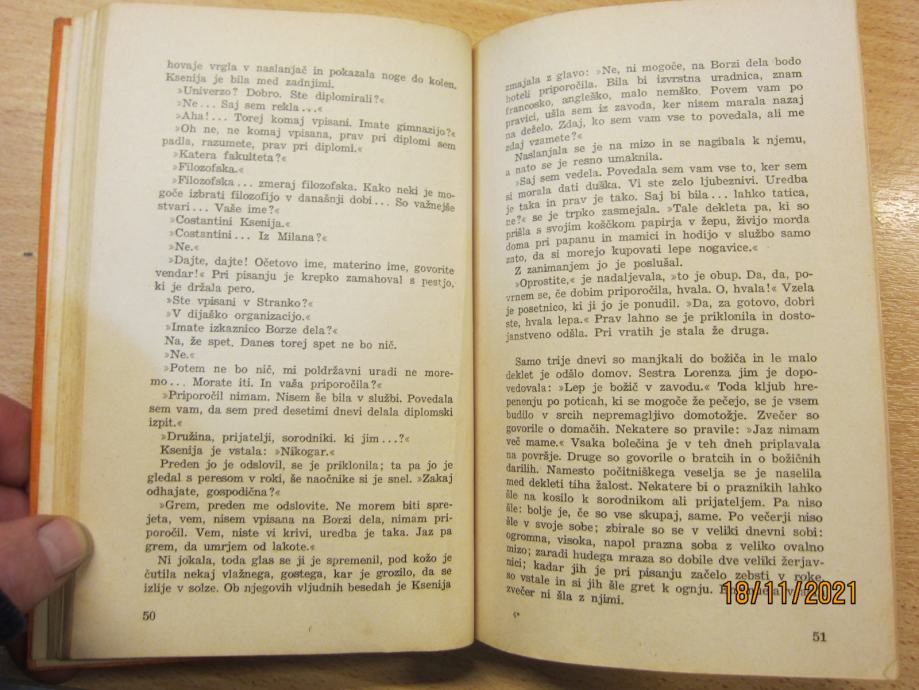 hovaje vrgla v naslanjač in pokazala noge do kolen.
Ksenija je bila med zadnjimi.
»Univerzo? Dobro. Ste diplomirali?«
»Ne... Saj sem rekla...«
»Aha!... Torej komaj vpisani. Imate gimnazijo?«
»Oh ne, ne komaj vpisana, prav pri diplomi sem
padla, razumete, prav pri diplomi.«
»Katera fakulteta?«
»Filozofska.«
»Filozofska... zmeraj filozofska. Kako neki je mo-
goče izbrati filozofijo v današnji dobi... So važnejše
stvari... Vaše ime?«
»Costantini Ksenija.«
»Costantini... Iz Milana?«
»Ne.«
»Dajte, dajte! Očetovo ime, materino ime, govorite
vendar!« Pri pisanju je krepko zamahoval s pestjo,
ki je držala pero.
»Ste vpisani v Stranko?«
»V dijaško organizacijo.«
»Imate izkaznico Borze dela?«
Na, že spet. Danes torej spet ne bo nič.
»Ne.«
»Potem ne bo nič, mi poldržavni uradi ne more-
mo... Morate iti. In vaša priporočila?«
»Priporočil nimam. Nisem še bila v službi. Povedala
sem vam, da sem pred desetimi dnevi delala diplomski
izpit.«
»Družina, prijatelji, sorodniki. ki jim...?«
Ksenija je vstala: »Nikogar.«
Preden jo je odslovil, se je priklonila; ta pa jo je
gledal s peresom v roki, še naočnike si je snel. »Zakaj
odhajate, gospodična?«
»Grem, preden me odslovite. Ne morem biti spre-
jeta, vem, nisem vpisana na Borzi dela, nimam pri-
poročil. Vem, niste vi krivi, uredba je taka. Jaz pa
grem, da umrjem od lakote.«
Ni jokala, toda glas se ji je spremenil, pod kožo je
čutila nekaj vlažnega, gostega, kar je grozilo, da se
izlije v solze. Ob njegovih vljudnih besedah je Ksenija
50
zmajala z glavo: »Ne, ni mogoče, na Borzi dela bodo
hoteli priporočila. Bila bi izvrstna uradnica, znam
francosko, angleško, malo nemško. Povem vam po
pravici, ušla sem iz zavoda, ker nisem marala nazaj
na deželo. Zdaj, ko sem vam vse to povedala, ali me
zdaj vzamete?«
Naslanjala se je na mizo in se nagibala k njemu,
a nato se je resno umaknila.
»Saj sem vedela. Povedala sem vam vse to, ker sem
si morala dati duška. Vi ste zelo ljubeznivi. Uredba
je taka in prav je tako. Saj bi bila... lahko tatica,
ne?« se je trpko zasmejala. »Tale dekleta pa, ki so
prišla s svojim koščkom papirja v žepu, živijo morda
doma pri papanu in mamici in hodijo v službo samo
zato, da si morejo kupovati lepe nogavice.«
Z zanimanjem jo je poslušal.
»Oprostite,« je nadaljevala, »to je obup. Da, da, po-
vrnem se, če dobim priporočila, hvala. O, hvala!« Vzela
je posetnico, ki ji jo je ponudil. »Da, za gotovo, dobri
ste, hvala lepa.« Prav lahno se je priklonila in dosto-
janstveno odšla. Pri vratih je stala že druga.
Samo trije dnevi so manjkali do božiča in le malo
deklet je odšlo domov. Sestra Lorenza jim je dopo-
vedovala: »Lep je božič v zavodu.« Toda kljub hre-
penenju po poticah, ki se mogoče že pečejo, se je vsem
budilo v srcih nepremagljivo domotožje. Zvečer so
govorile o domačih. Nekatere so pravile: »Jaz nimam
več mame.« Vsaka bolečina je v teh dneh priplavala
na površje. Druge so govorile o bratcih in o božičnih
darilih. Namesto počitniškega veselja se je naselila
med dekleti tiha žalost. Nekatere bi o praznikih lahko
šle na kosilo k sorodnikom ali prijateljem. Pa niso
šle: bolje je, če so vse skupaj, same. Po večerji niso
šle v svoje sobe; zbirale so se v veliki dnevni sobi:
ogromna, visoka, napol prazna soba z veliko ovalno
mizo; zaradi hudega mraza so dobile dve veliki žerjav-
nici; kadar jih je pri pisanju začelo zebsti v roke,
so vstale in si jih šle gret k ognju.
zvečer ni šla z njimi.
18/11/2021
51